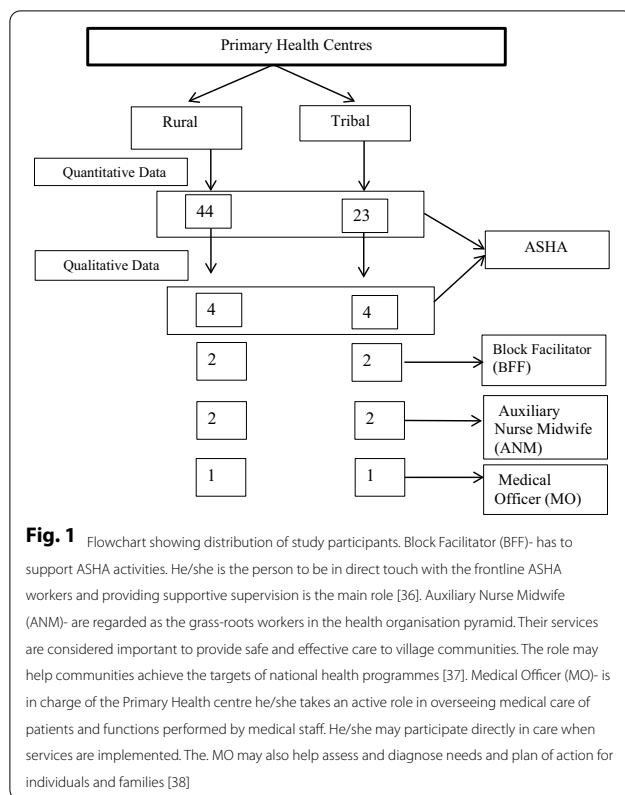 Primary Health Centres
Rural
Tribal
Quantitative Data
44
23
ASHA
Qualitative Data
4
4
2
2
Block Facilitator
(BFF)
2
2
Auxiliary
Nurse Midwife
(ANM)
1
1
Medical
Officer (MO)
Fig. 1 Flowchart showing distribution of study participants. Block Facilitator (BFF)- has to
support ASHA activities. He/she is the person to be in direct touch with the frontline ASHA
workers and providing supportive supervision is the main role [36]. Auxiliary Nurse Midwife
(ANM)- are regarded as the grass-roots workers in the health organisation pyramid. Their services
are considered important to provide safe and effective care to village communities. The role may
help communities achieve the targets of national health programmes [37]. Medical Officer (MO)- is
in charge of the Primary Health centre he/she takes an active role in overseeing medical care of
patients and functions performed by medical staff. He/she may participate directly in care when
services are implemented. The. MO may also help assess and diagnose needs and plan of action for
individuals and families [38]